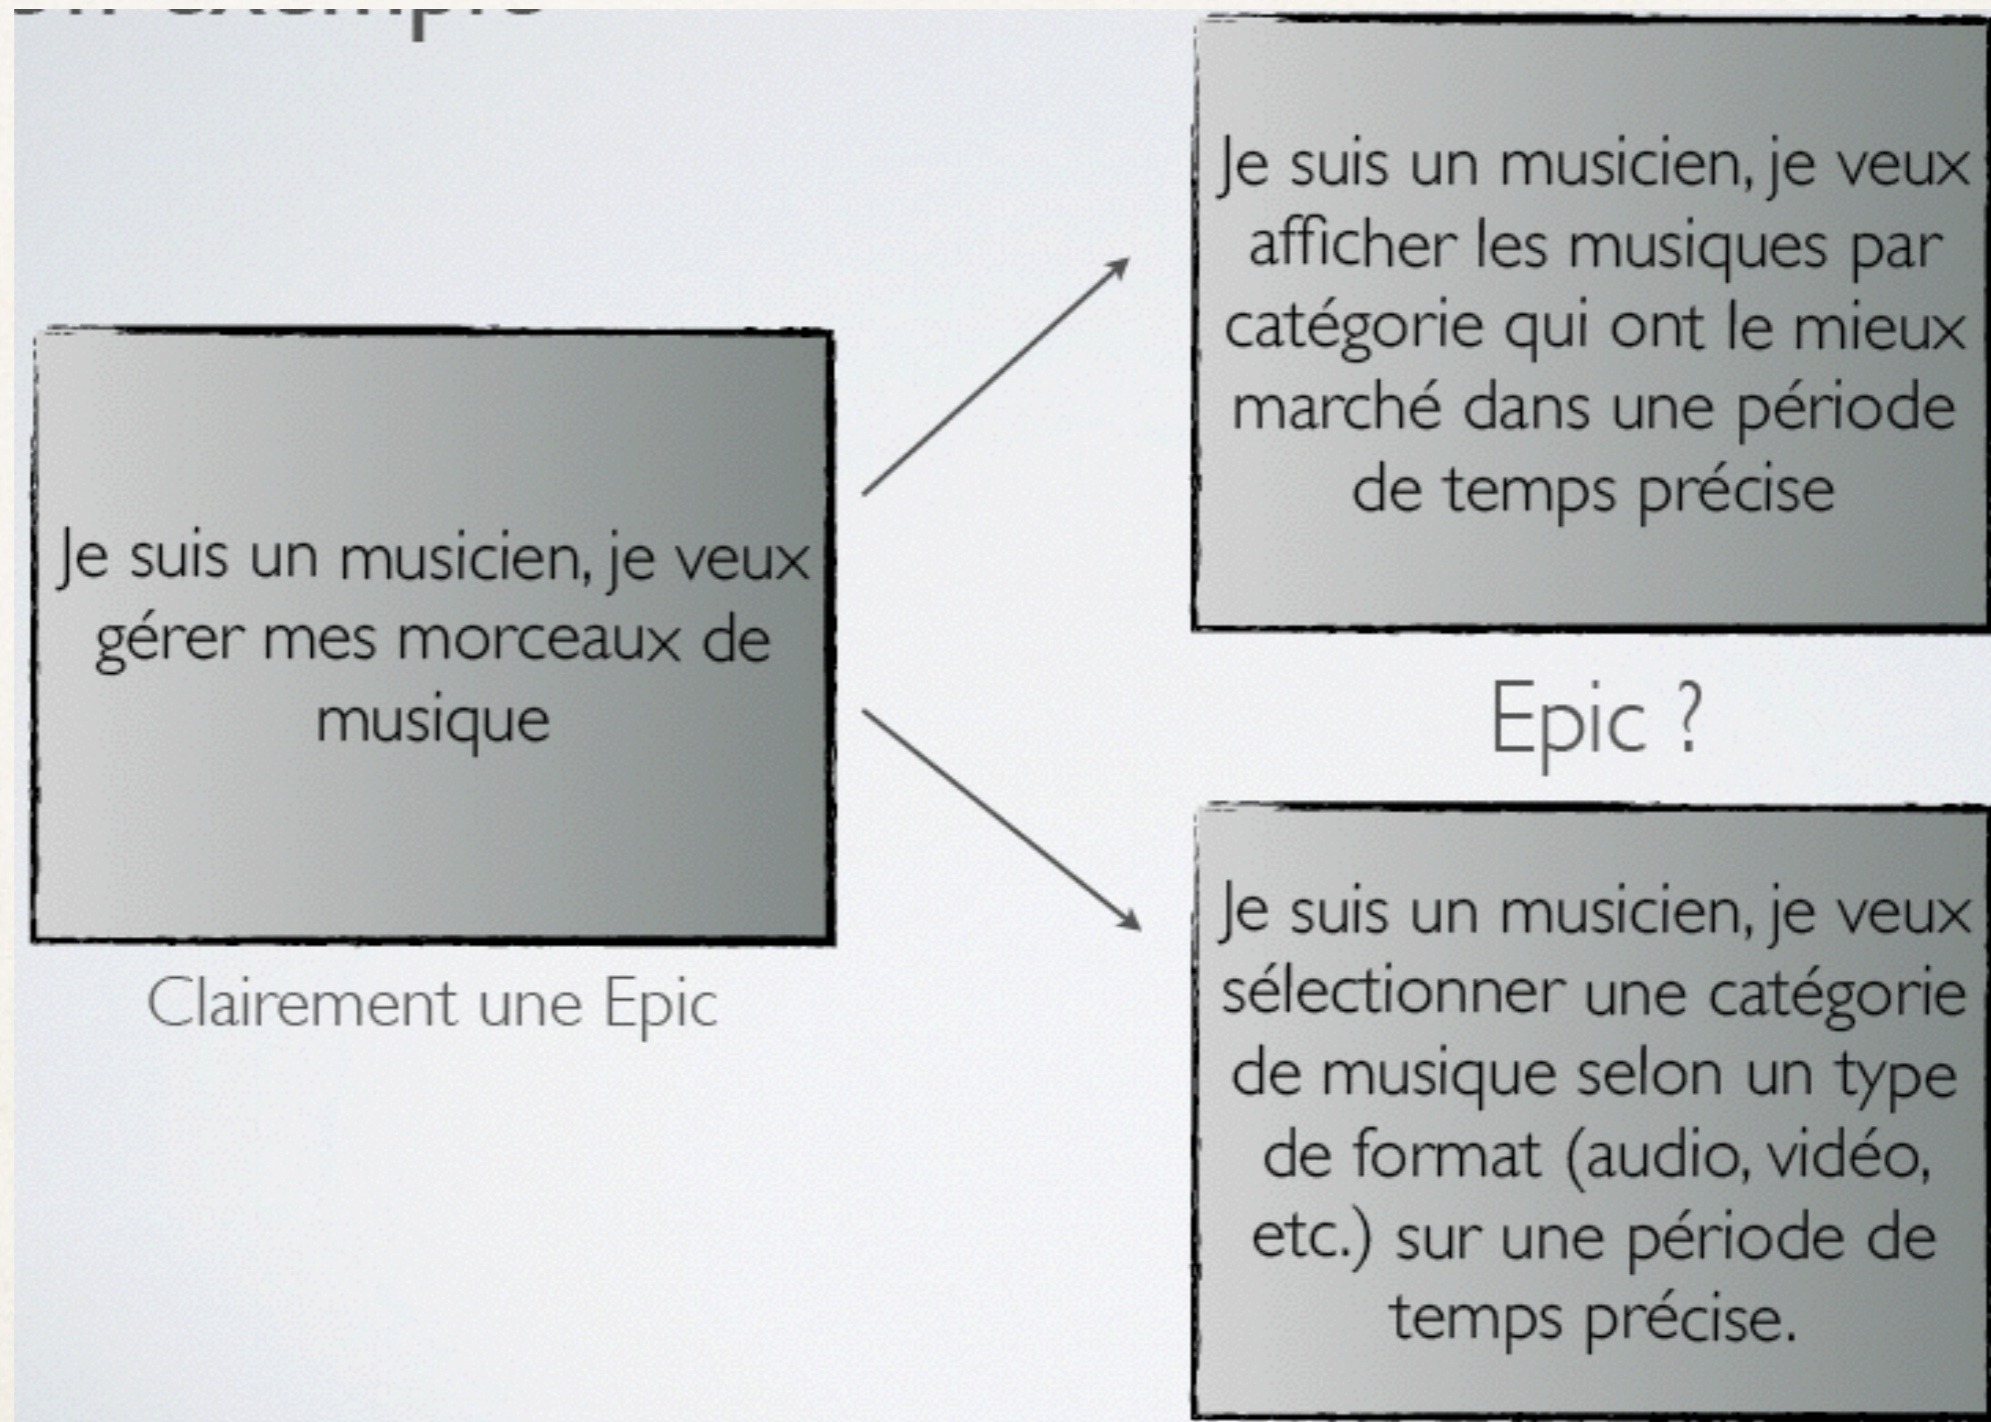 exemple
Je suis un musicien, je veux
gérer mes morceaux de
musique
Clairement une Epic
Je suis un musicien, je veux
afficher les musiques par
catégorie qui ont le mieux
marché dans une période
de temps précise
Epic ?
Je suis un musicien, je veux
sélectionner une catégorie
de musique selon un type
de format (audio, vidéo,
etc.) sur une période de
temps précise.